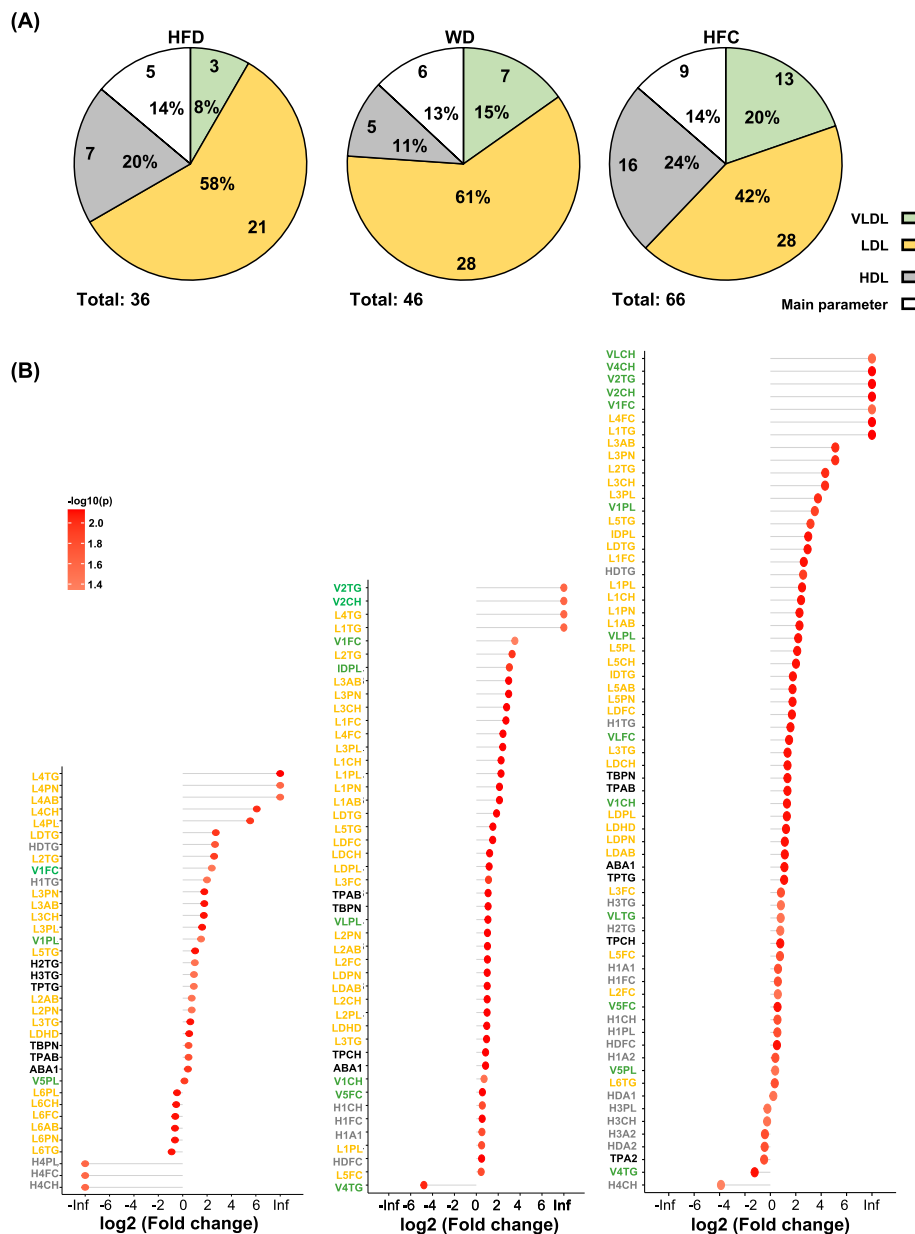 (A)
HFD
WD
HFC
5
3
14%
8%
7
20%
58%
21
Total: 36
6
7
13%
15%
5
11%
61%
28
Total: 46
9
13
14%
20%
16
24%
42%
28
Total: 66
VLDL
LDL
HDL
Main parameter
(B)
-log10(p)
2.0
1.8
1.6
1.4
L4TG
L4PN
L4AB
L4CH
L4PL
LDTG
HDTG
L2TG
V1FC
H1TG
L3PN
L3AB
L3CH
L3PL
V1PL
L5TG
H2TG
H3TG
TPTG
L2AB
L2PN
L3TG
LDHD
TBPN
TPAB
ABA1
V5PL
L6PL
L6CH
L6FC
L6AB
L6PN
L6TG
H4PL
H4FC
H4CH
-Inf -6 -4 -2 0 2 4 6 Inf
log2 (Fold change)
V2TG
V2CH
L4TG
L1TG
V1FC
L2TG
IDPL
L3AB
L3PN
L3CH
L1FC
L4FC
L3PL
L1CH
L1PL
L1PN
L1AB
LDTG
L5TG
LDFC
LDCH
LDPL
L3FC
TPAB
TBPN
VLPL
L2PN
L2AB
L2FC
LDPN
LDAB
L2CH
L2PL
LDHD
L3TG
TPCH
ABA1
V1CH
V5FC
H1CH
H1FC
H1A1
L1PL
HDFC
L5FC
V4TG
-Inf -6 -4 -2 0 2 4 6 Inf
log2 (Fold change)
VLCH
V4CH
V2TG
V2CH
V1FC
L4FC
L1TG
L3AB
L3PN
L2TG
L3CH
L3PL
V1PL
L5TG
IDPL
LDTG
L1FC
HDTG
L1PL
L1CH
L1PN
L1AB
VLPL
L5PL
L5CH
IDTG
L5AB
L5PN
LDFC
H1TG
VLFC
L3TG
LDCH
TBPN
TPAB
V1CH
LDPL
LDHD
LDPN
LDAB
ABA1
TPTG
L3FC
H3TG
VLTG
H2TG
TPCH
L5FC
H1A1
H1FC
L2FC
V5FC
H1CH
H1PL
HDFC
H1A2
V5PL
L6TG
HDA1
H3PL
H3CH
H3A2
HDA2
TPA2
V4TG
H4CH
-Inf -6 -4 -2 0 2 4 6 Inf
log2 (Fold change)